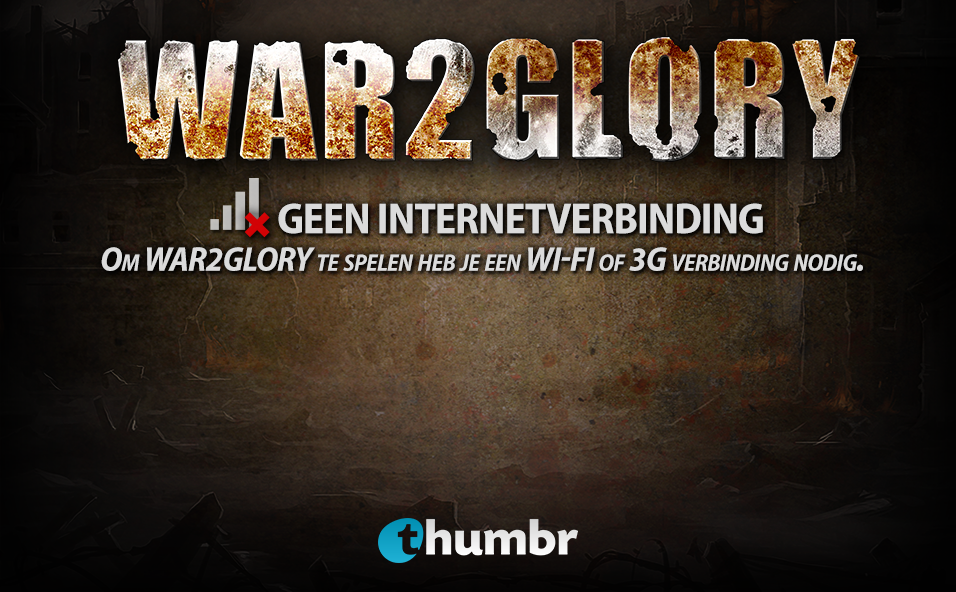 WAR2GLORY
GEEN INTERNETVERBINDING
OM WAR2GLORY TE SPELEN HEB JE EEN WI-FI OF 3G VERBINDING NODIG.
thumbr